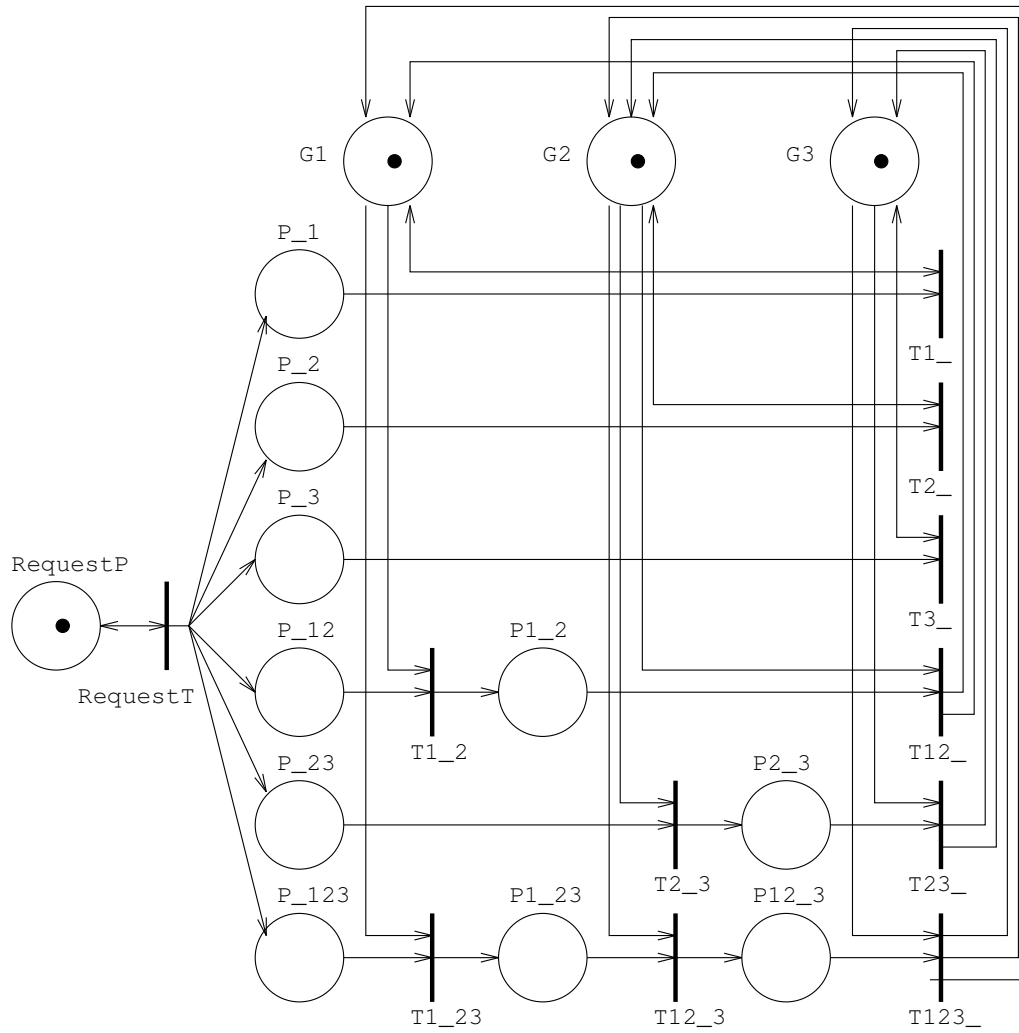 G1
G2
G3
P_1
T1_
P_2
T2_
P_3
T3_
RequestP
RequestT
P_12
P1_2
T1_2
T12_
P_23
P2_3
T2_3
T23_
P_123
P1_23
P12_3
T1_23
T12_3
T123_